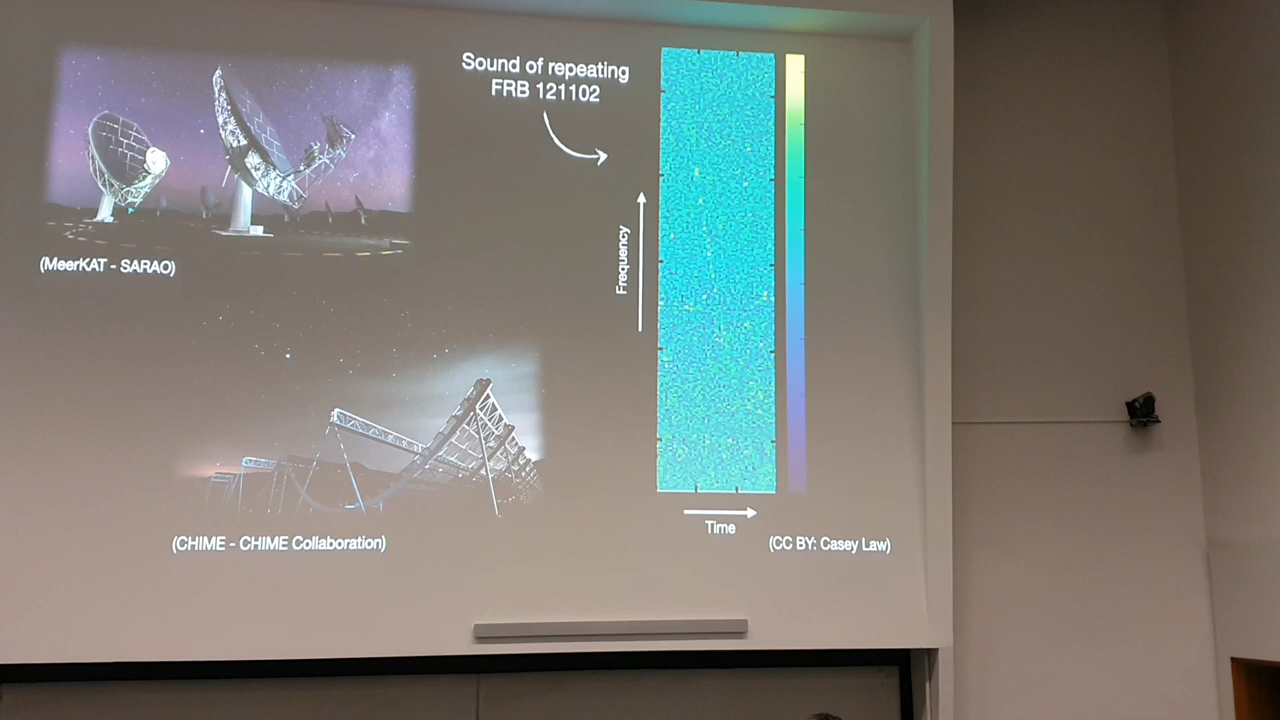 Sound of repeating
FRB 121102
(MeerKAT - SARAO)
Frequency
Time
(CHIME - CHIME Collaboration)
(CC BY: Casey Law)